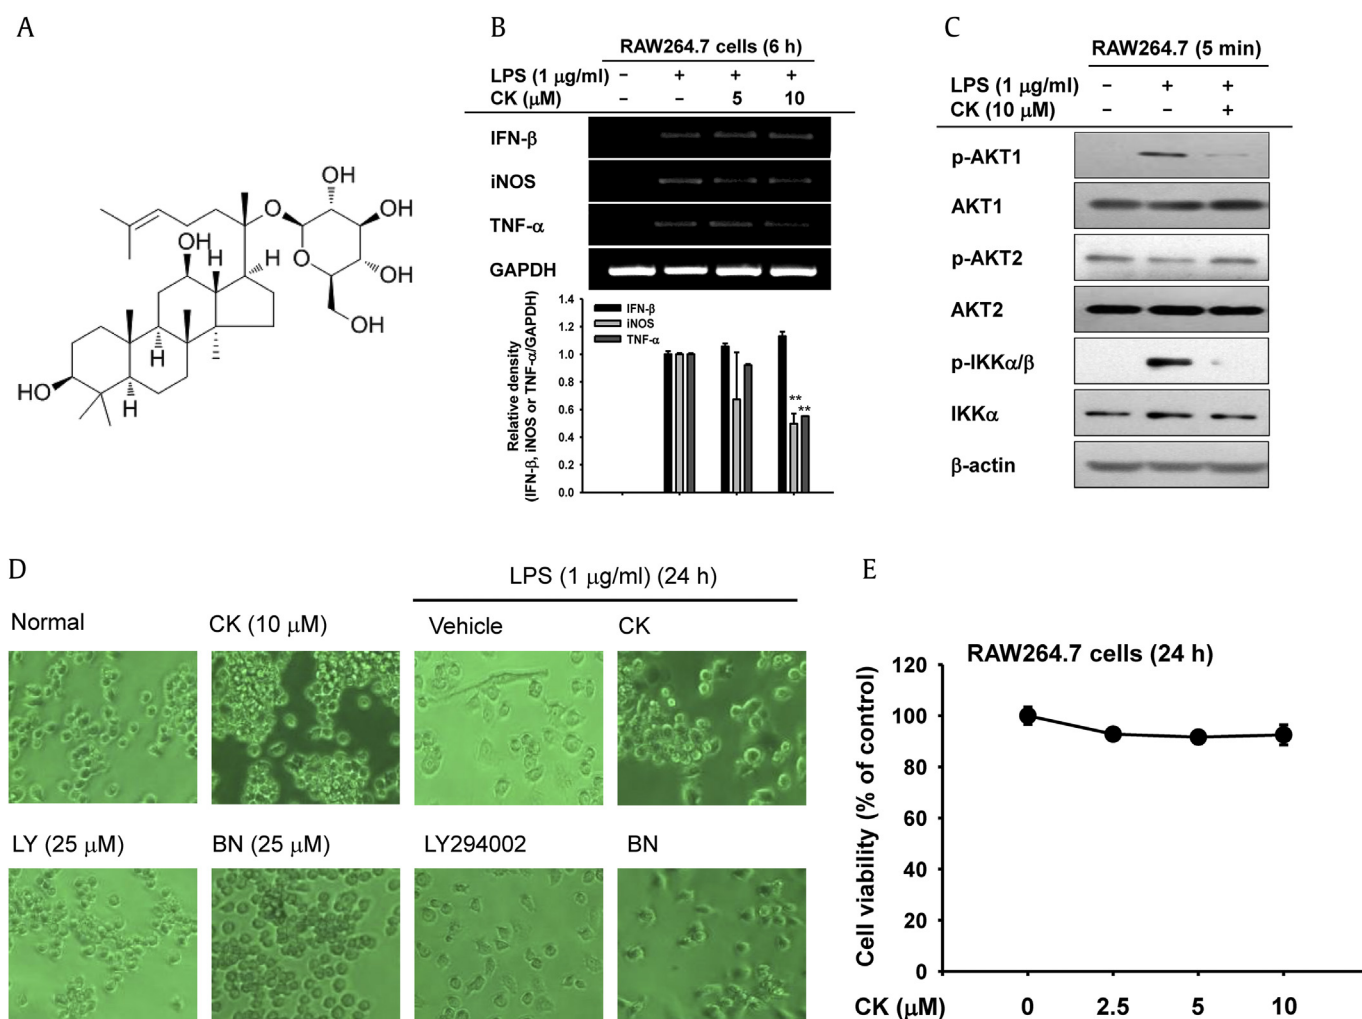 A
OH
O
OH
OH
H
H
O
OH
OH
H
HO
H
B
RAW264.7 cells (6 h)
LPS (1 μg/ml) – + + +
CK (μM) – – 5 10
IFN-β
iNOS
TNF-α
GAPDH
Relative density
(IFN-β, iNOS or TNF-α/GAPDH)
1.4
1.2
1.0
0.8
0.6
0.4
0.2
0.0
IFN-β
iNOS
TNF-α
**
**
C
RAW264.7 (5 min)
LPS (1 μg/ml) – + +
CK (10 μM) – – +
p-AKT1
AKT1
p-AKT2
AKT2
p-IKKα/β
IKKα
β-actin
D
LPS (1 μg/ml) (24 h)
Normal CK (10 μM) Vehicle CK
LY (25 μM) BN (25 μM) LY294002 BN
E
RAW264.7 cells (24 h)
Cell viability (% of control)
120
100
80
60
40
20
0
CK (μM) 0 2.5 5 10